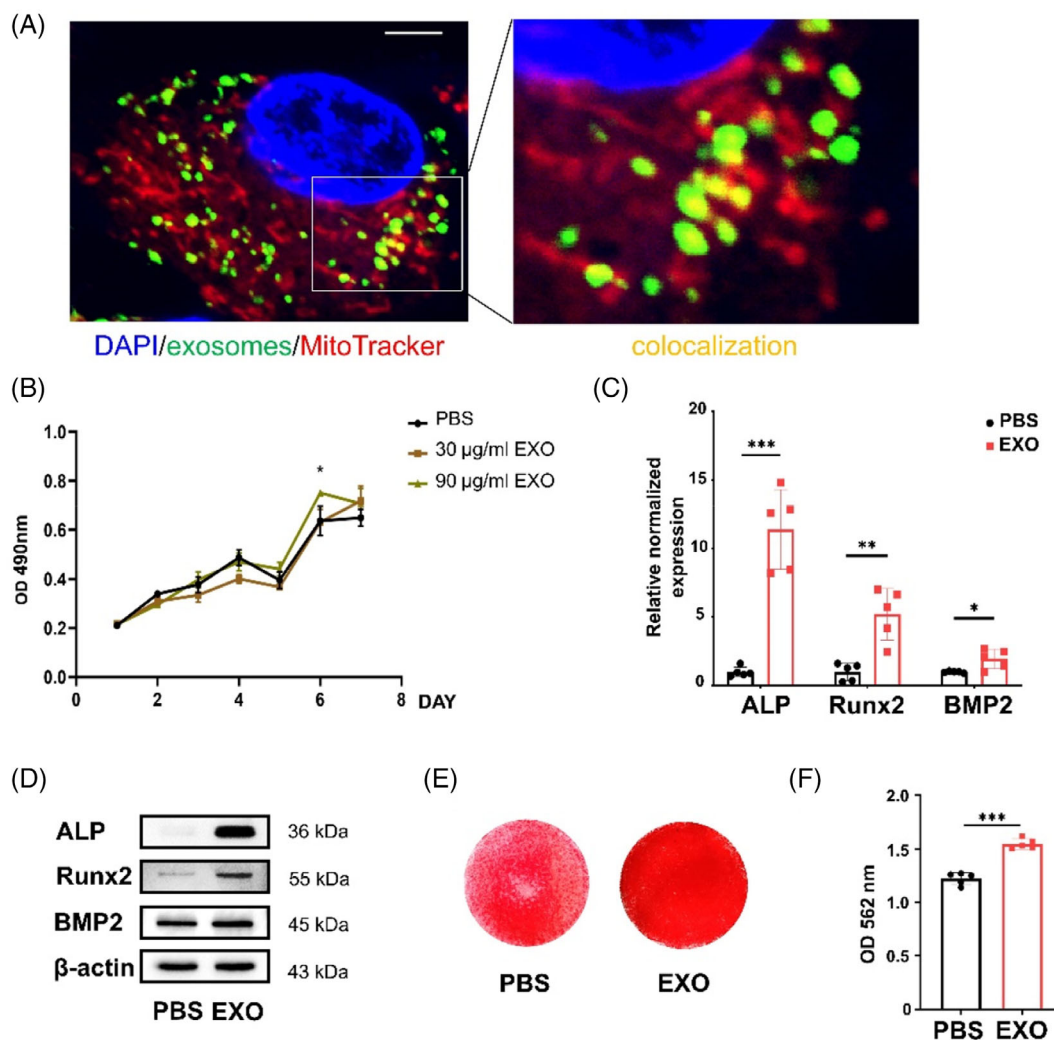 (A)
DAPI/exosomes/MitoTracker
colocalization
(B)
PBS
30 µg/ml EXO
90 µg/ml EXO
1.0
0.8
0.6
0.4
0.2
0.0
OD 490nm
*
0 2 4 6 8
DAY
(C)
PBS
EXO
20
15
10
5
0
Relative normalized
expression
***
**
*
ALP Runx2 BMP2
(D)
ALP 36 kDa
Runx2 55 kDa
BMP2 45 kDa
β-actin 43 kDa
PBS EXO
(E)
PBS EXO
(F)
2.0
1.5
1.0
0.5
0
OD 562 nm
***
PBS EXO